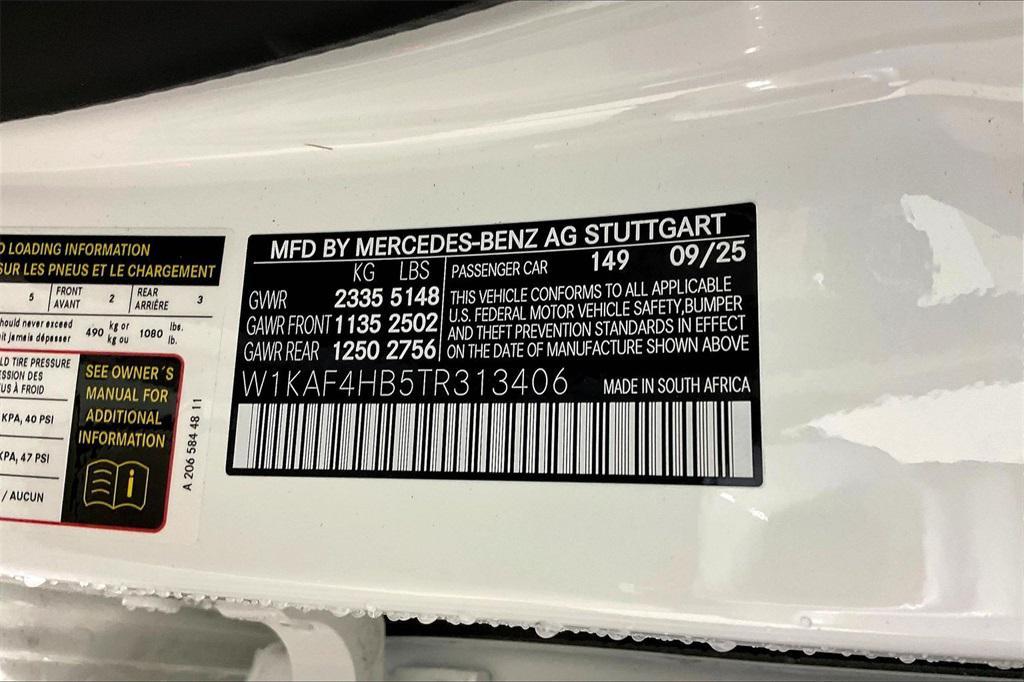 LOADING INFORMATION
SUR LES PNEUS ET LE CHARGEMENT
5 FRONT AVANT 2 REAR ARRIÈRE 3
should never exceed 490 kg or 1080 lbs.
jamais dépasser kg ou lb.
TIRE PRESSURE
DES
À FROID
KPA, 40 PSI
KPA, 47 PSI
/ AUCUN
SEE OWNER´S
MANUAL FOR
ADDITIONAL
INFORMATION
i
A 206 584 48 11
MFD BY MERCEDES-BENZ AG STUTTGART
KG LBS PASSENGER CAR 149 09/25
GVWR 2335 5148
GAWR FRONT 1135 2502
GAWR REAR 1250 2756
THIS VEHICLE CONFORMS TO ALL APPLICABLE
U.S. FEDERAL MOTOR VEHICLE SAFETY,BUMPER
AND THEFT PREVENTION STANDARDS IN EFFECT
ON THE DATE OF MANUFACTURE SHOWN ABOVE
W1KAF4HB5TR313406 MADE IN SOUTH AFRICA